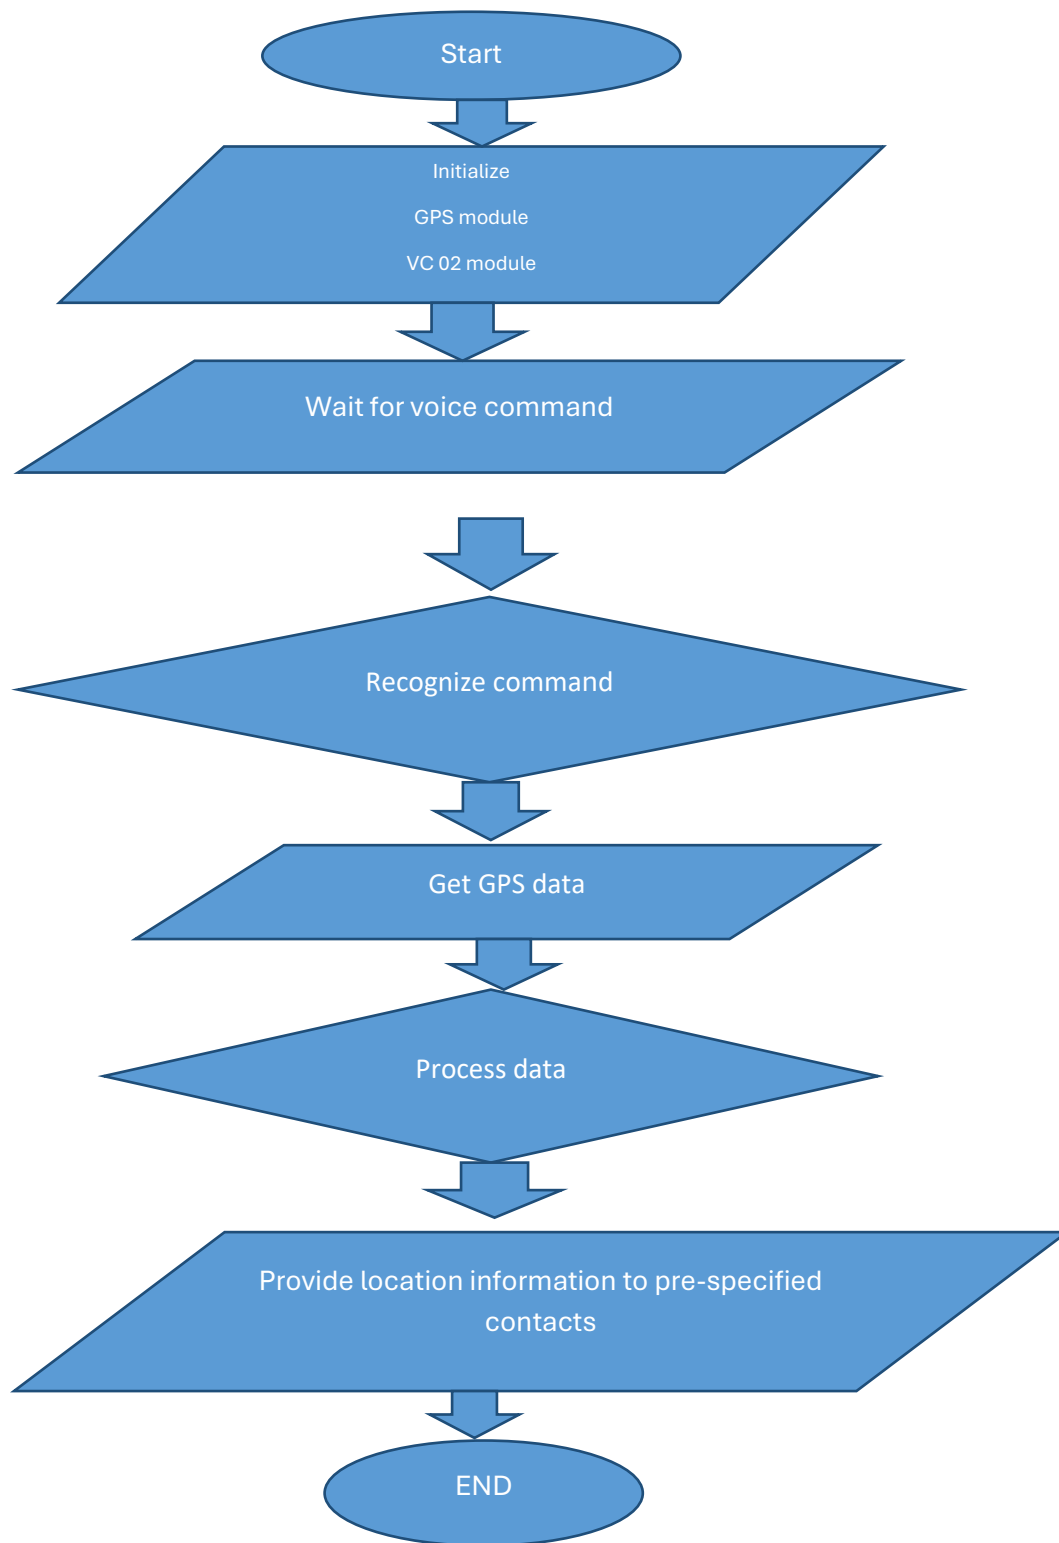 Start
Initialize
GPS module
VC 02 module
Wait for voice command
Recognize command
Get GPS data
Process data
Provide location information to pre-specified
contacts
END